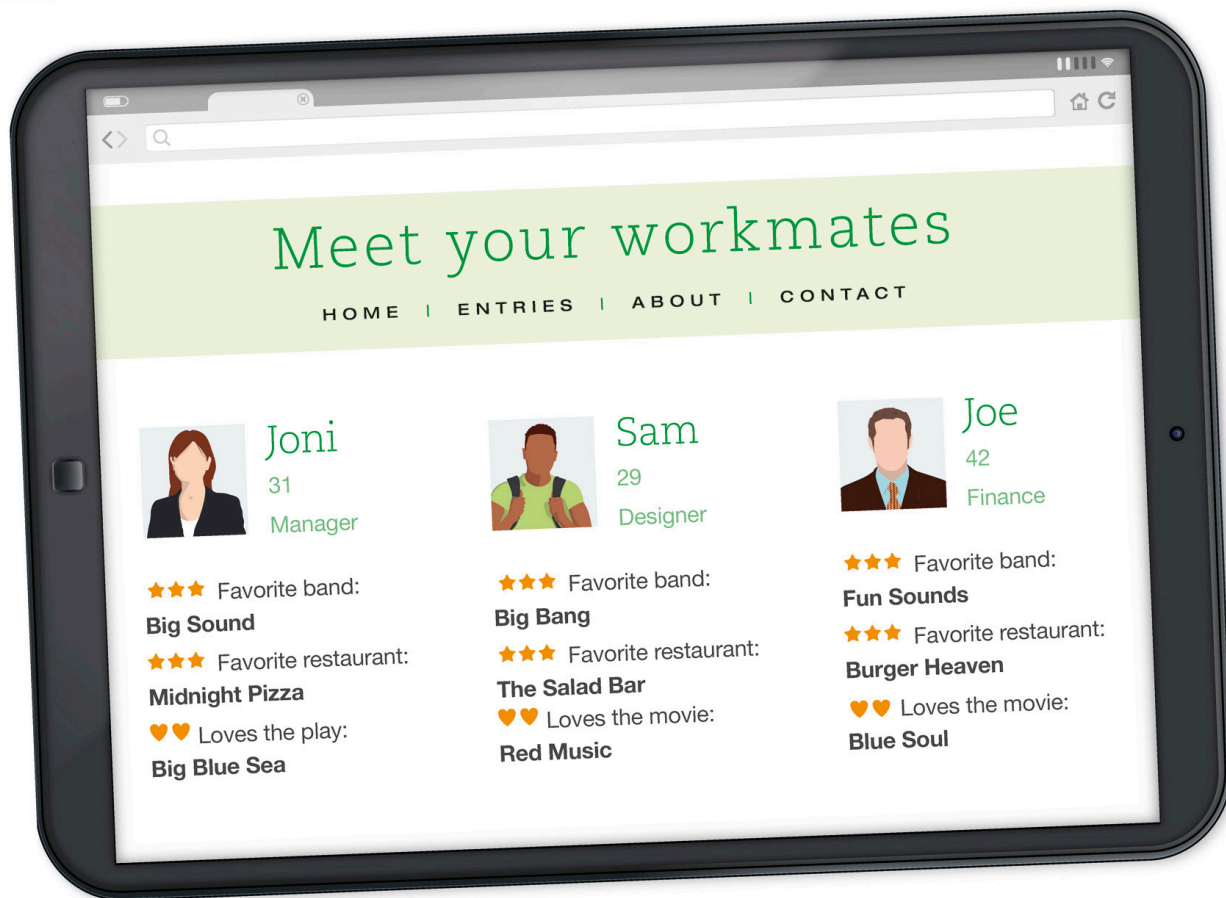 Meet your workmates
HOME | ENTRIES | ABOUT | CONTACT
Joni
31
Manager
Favorite band:
Big Sound
Favorite restaurant:
Midnight Pizza
Loves the play:
Big Blue Sea
Sam
29
Designer
Favorite band:
Big Bang
Favorite restaurant:
The Salad Bar
Loves the movie:
Red Music
Joe
42
Finance
Favorite band:
Fun Sounds
Favorite restaurant:
Burger Heaven
Loves the movie:
Blue Soul